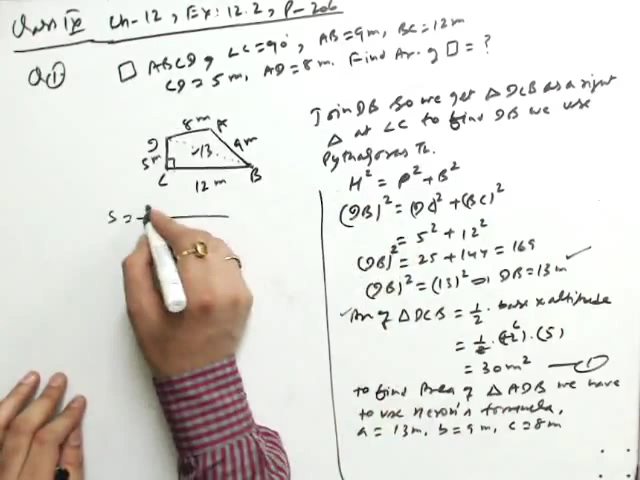 Class IX Ch-12, Ex: 12.2, P-206
Q① □ ABCD, ∠C=90°, AB=9m, BC=12m
CD=5m, AD=8m. Find Ar. of □ = ?
8m A
D 13 9m
5m
C 12m B
S =
Join DB so we get △ DCB as a right
△ at ∠C to find DB we use
Pythagoras Th.
H² = P² + B²
(DB)² = (DC)² + (BC)²
= 5² + 12²
(DB)² = 25 + 144 = 169
(DB)² = (13)² ⇒ DB = 13m
Ar of △ DCB = 1/2 · base × altitude
= 1/2 · (12) 6 · (5)
= 30m² —①
to find Area of △ ADB we have
to use Heron's formula,
a = 13m, b = 9m, c = 8m